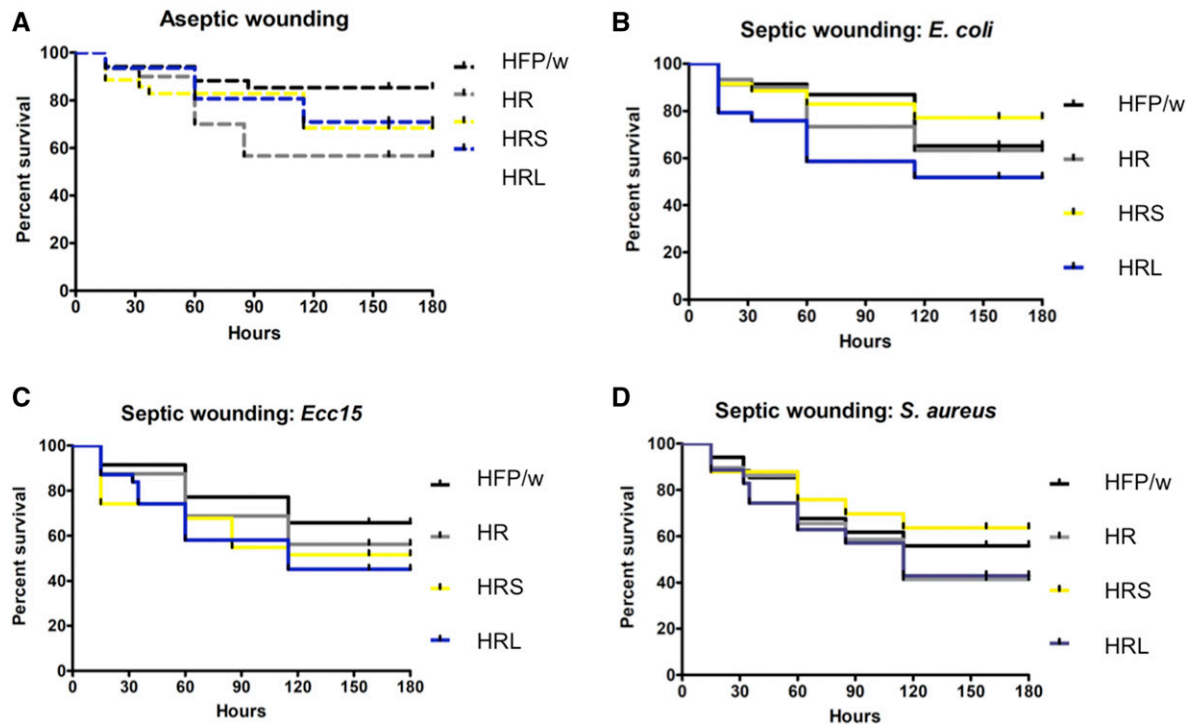 A
Aseptic wounding
Percent survival
100
80
60
40
20
0
0 30 60 90 120 150 180
Hours
HFP/w
HR
HRS
HRL
B
Septic wounding: E. coli
Percent survival
100
80
60
40
20
0
0 30 60 90 120 150 180
Hours
HFP/w
HR
HRS
HRL
C
Septic wounding: Ecc15
Percent survival
100
80
60
40
20
0
0 30 60 90 120 150 180
Hours
HFP/w
HR
HRS
HRL
D
Septic wounding: S. aureus
Percent survival
100
80
60
40
20
0
0 30 60 90 120 150 180
Hours
HFP/w
HR
HRS
HRL